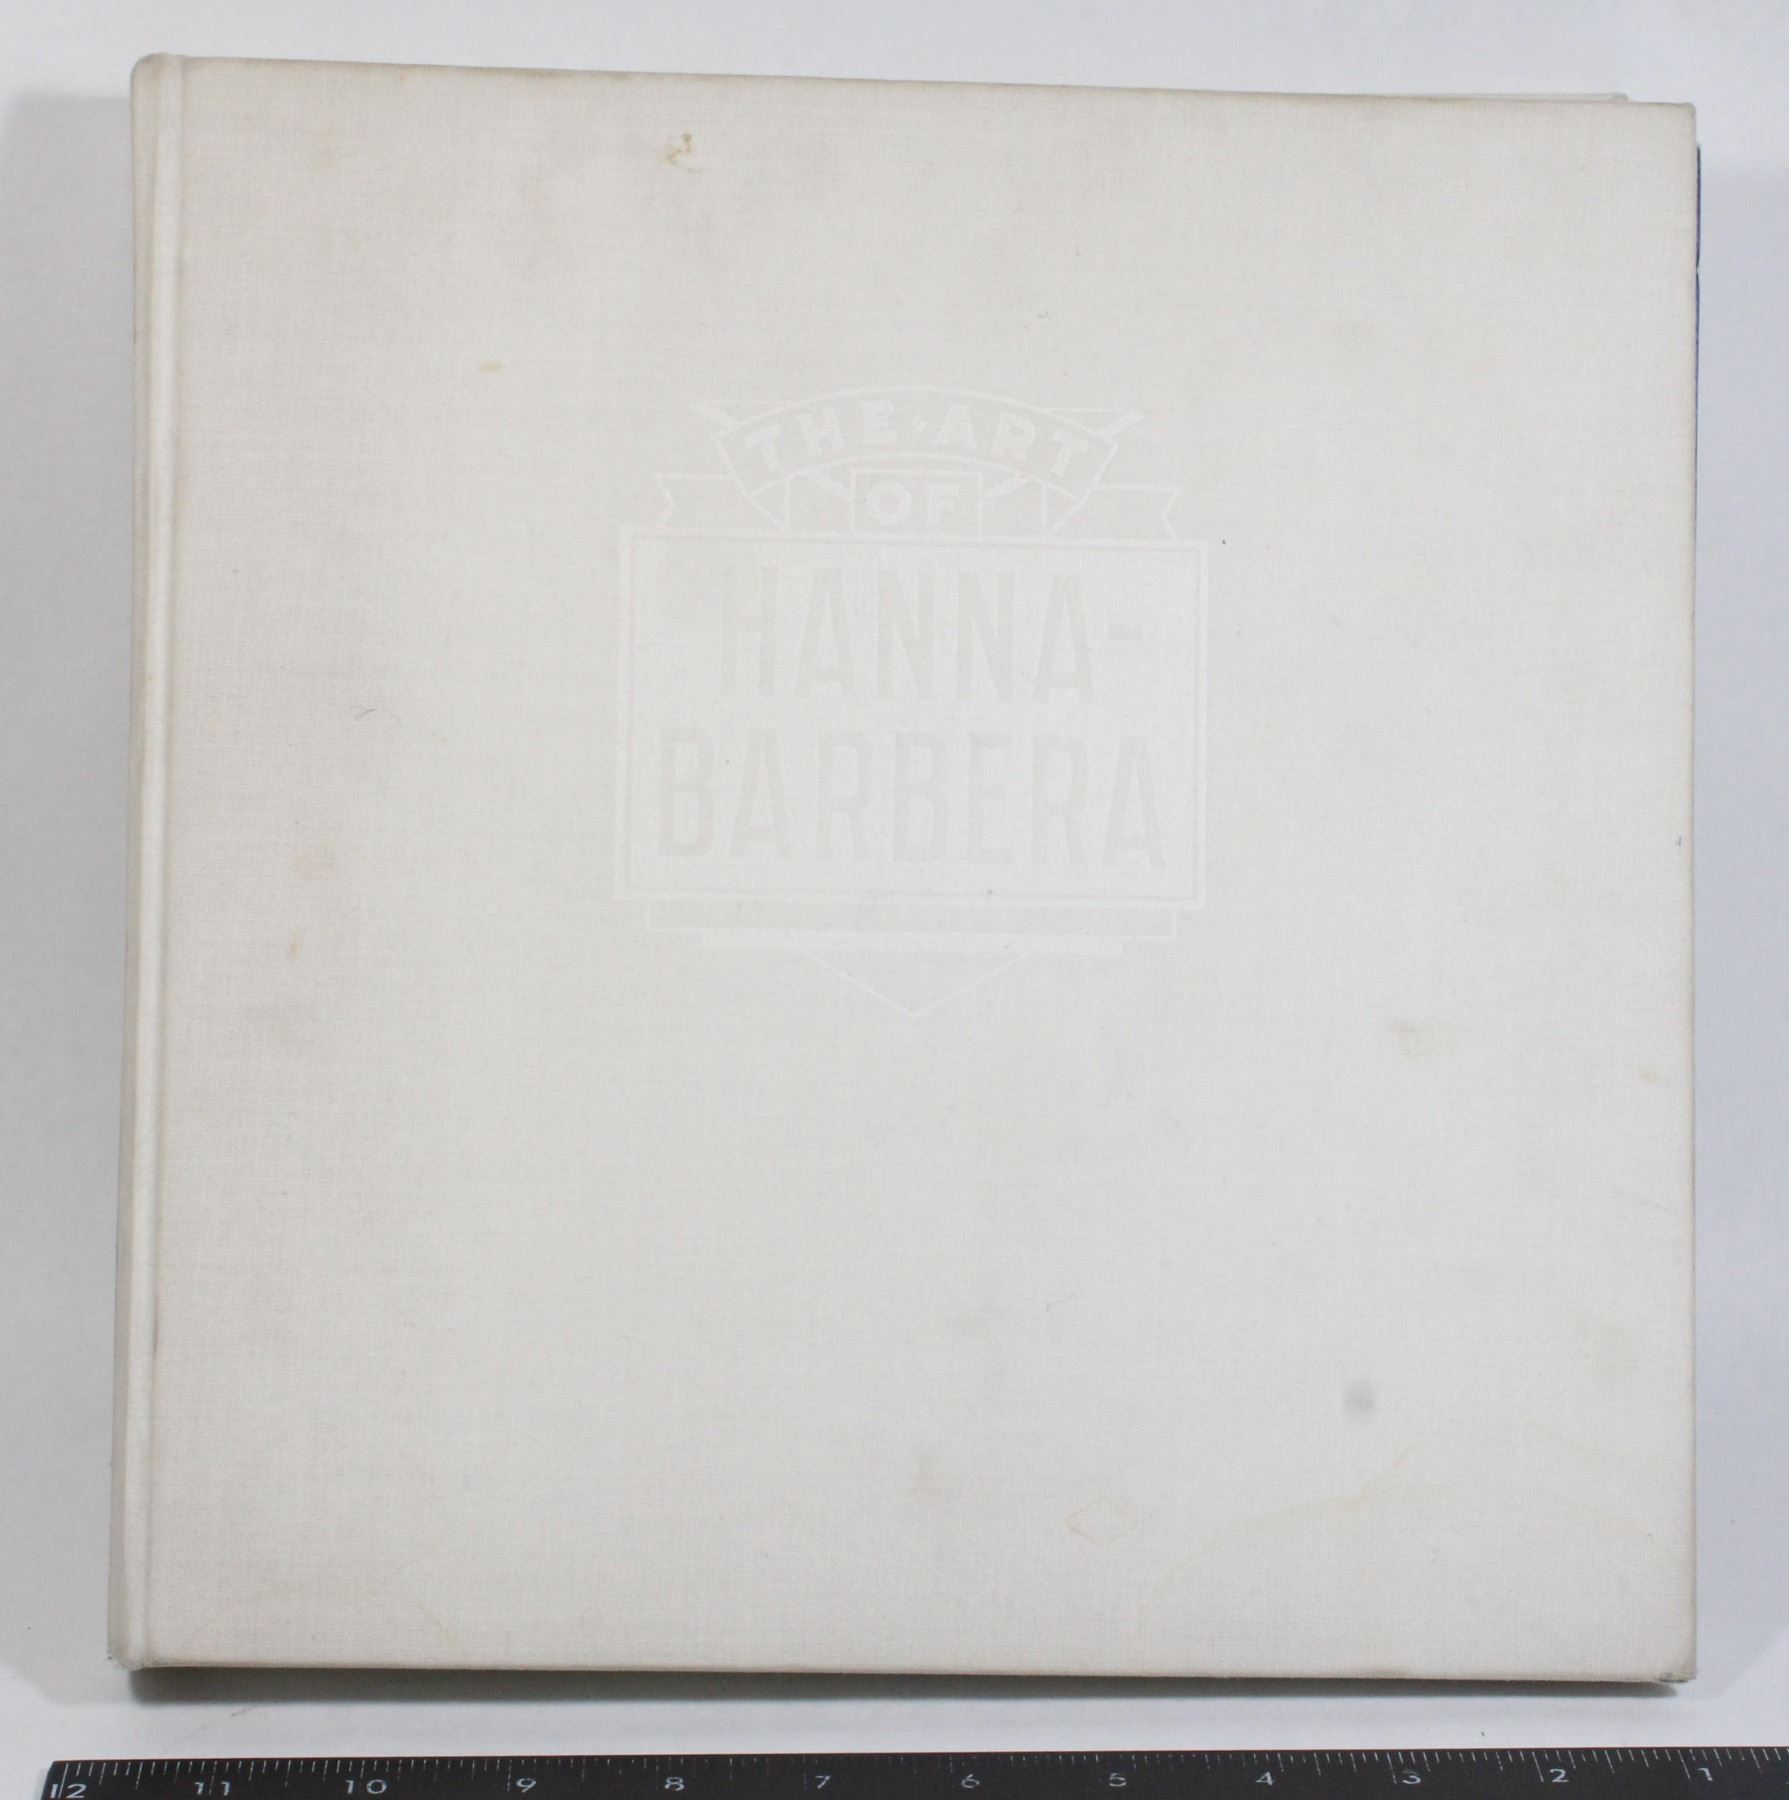 THE ART
OF
HANNA-
BARBERA
12 11 10 9 8 7 6 5 4 3 2 1